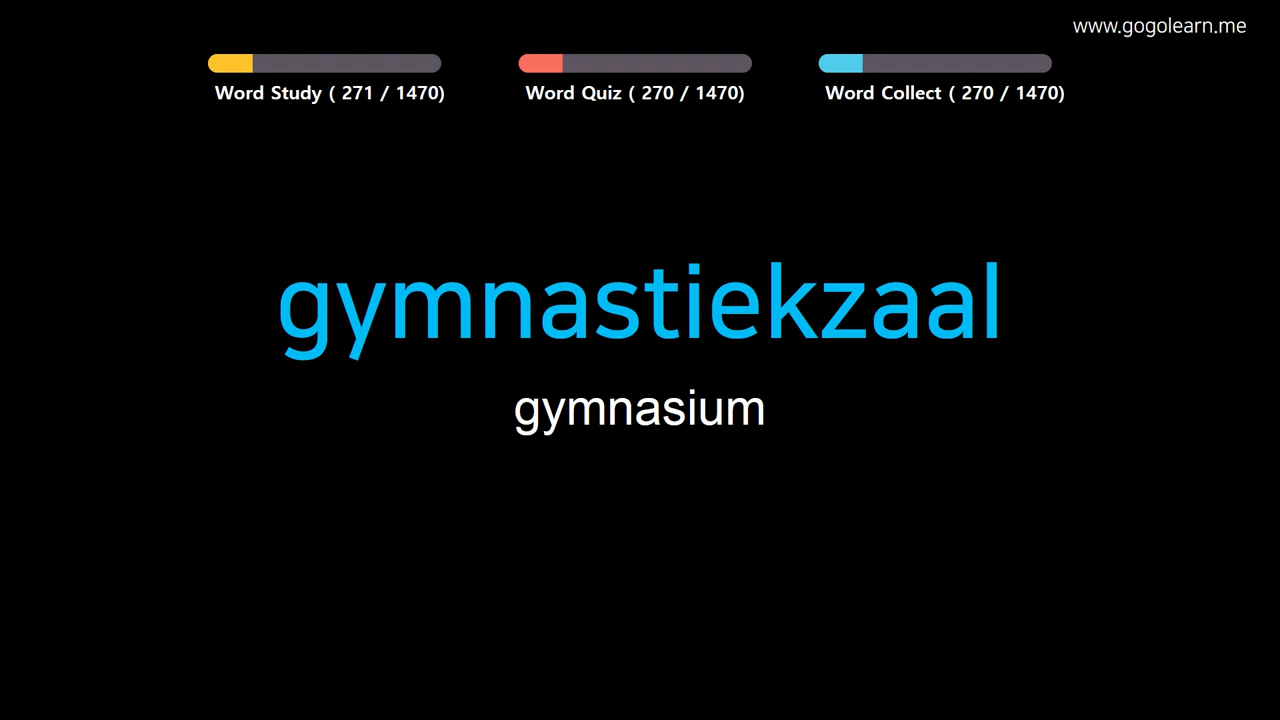 www.gogolearn.me
Word Study ( 271 / 1470)
Word Quiz ( 270 / 1470)
Word Collect ( 270 / 1470)
gymnastiekzaal
gymnasium